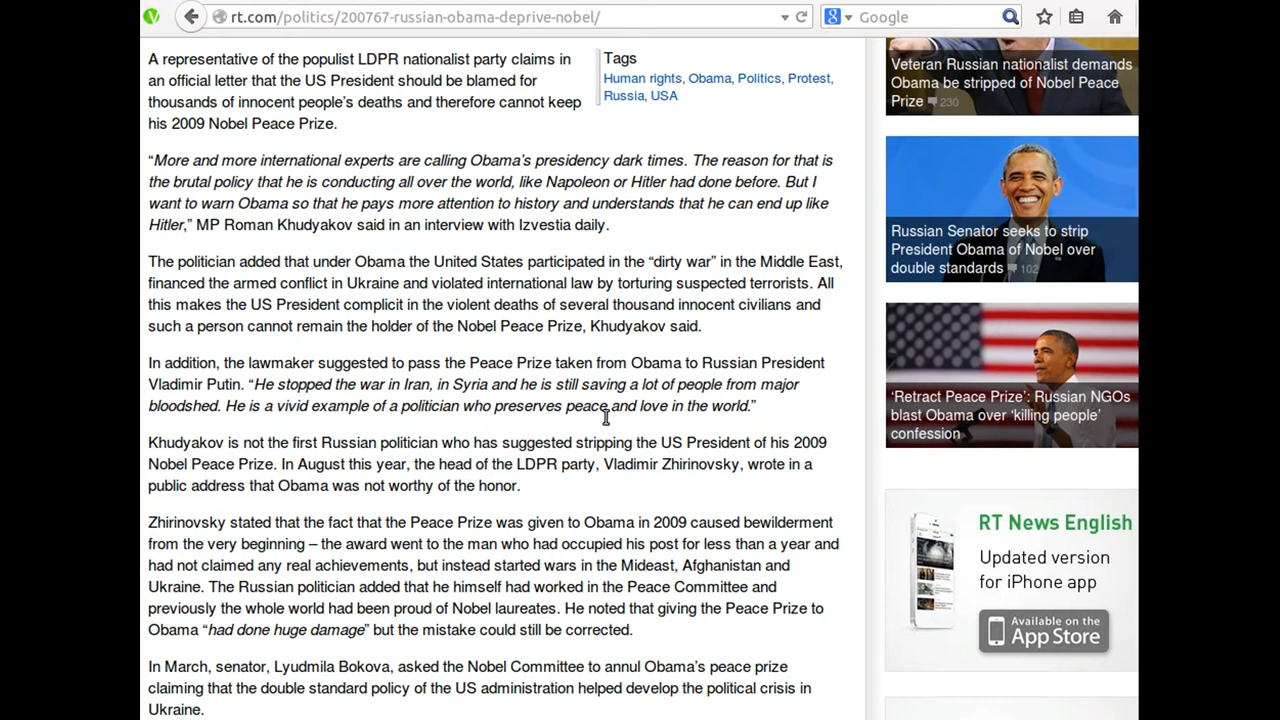 rt.com/politics/200767-russian-obama-deprive-nobel/
Google
A representative of the populist LDPR nationalist party claims in
an official letter that the US President should be blamed for
thousands of innocent people's deaths and therefore cannot keep
his 2009 Nobel Peace Prize.
Tags
Human rights, Obama, Politics, Protest,
Russia, USA
“More and more international experts are calling Obama's presidency dark times. The reason for that is
the brutal policy that he is conducting all over the world, like Napoleon or Hitler had done before. But I
want to warn Obama so that he pays more attention to history and understands that he can end up like
Hitler,” MP Roman Khudyakov said in an interview with Izvestia daily.
The politician added that under Obama the United States participated in the “dirty war” in the Middle East,
financed the armed conflict in Ukraine and violated international law by torturing suspected terrorists. All
this makes the US President complicit in the violent deaths of several thousand innocent civilians and
such a person cannot remain the holder of the Nobel Peace Prize, Khudyakov said.
In addition, the lawmaker suggested to pass the Peace Prize taken from Obama to Russian President
Vladimir Putin. “He stopped the war in Iran, in Syria and he is still saving a lot of people from major
bloodshed. He is a vivid example of a politician who preserves peace and love in the world.”
Khudyakov is not the first Russian politician who has suggested stripping the US President of his 2009
Nobel Peace Prize. In August this year, the head of the LDPR party, Vladimir Zhirinovsky, wrote in a
public address that Obama was not worthy of the honor.
Zhirinovsky stated that the fact that the Peace Prize was given to Obama in 2009 caused bewilderment
from the very beginning – the award went to the man who had occupied his post for less than a year and
had not claimed any real achievements, but instead started wars in the Mideast, Afghanistan and
Ukraine. The Russian politician added that he himself had worked in the Peace Committee and
previously the whole world had been proud of Nobel laureates. He noted that giving the Peace Prize to
Obama “had done huge damage” but the mistake could still be corrected.
In March, senator, Lyudmila Bokova, asked the Nobel Committee to annul Obama's peace prize
claiming that the double standard policy of the US administration helped develop the political crisis in
Ukraine.
Veteran Russian nationalist demands
Obama be stripped of Nobel Peace
Prize 230
Russian Senator seeks to strip
President Obama of Nobel over
double standards 102
‘Retract Peace Prize’: Russian NGOs
blast Obama over ‘killing people’
confession
RT News English
Updated version
for iPhone app
Available on the
App Store